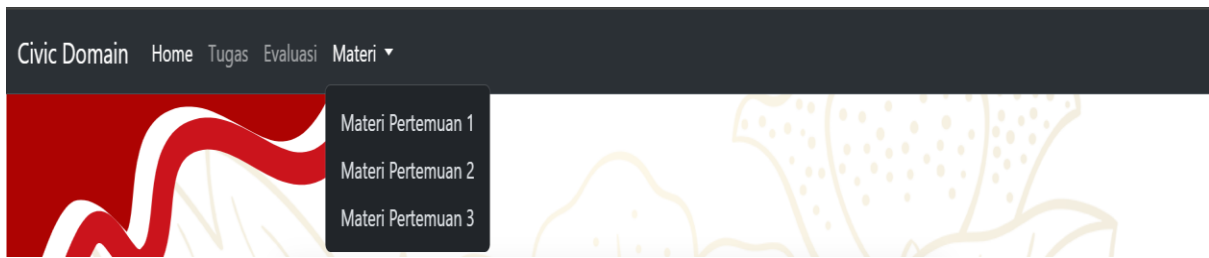 Civic Domain Home Tugas Evaluasi Materi
Materi Pertemuan 1
Materi Pertemuan 2
Materi Pertemuan 3